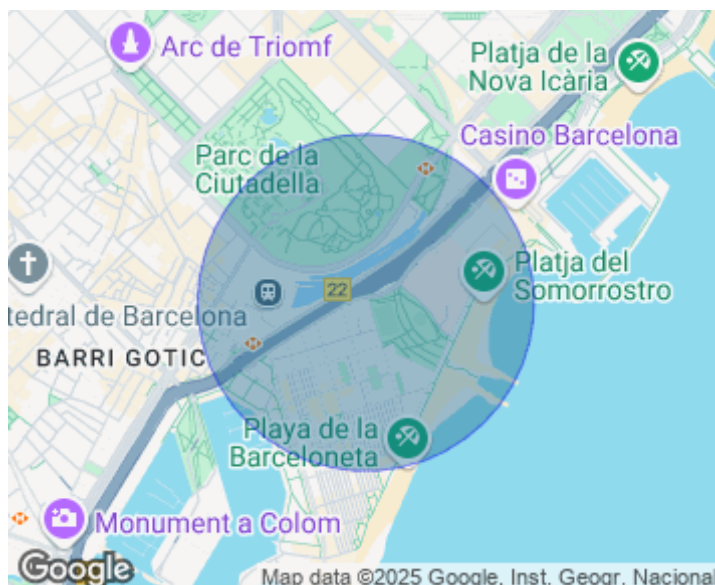 Arc de Triomf
Platja de la
Nova Icària
Casino Barcelona
Parc de la
Ciutadella
22
Platja del
Somorrostro
tedral de Barcelona
BARRI GOTIC
Playa de la
Barceloneta
Monument a Colom
Google
Map data ©2025 Google, Inst. Geogr. Nacional